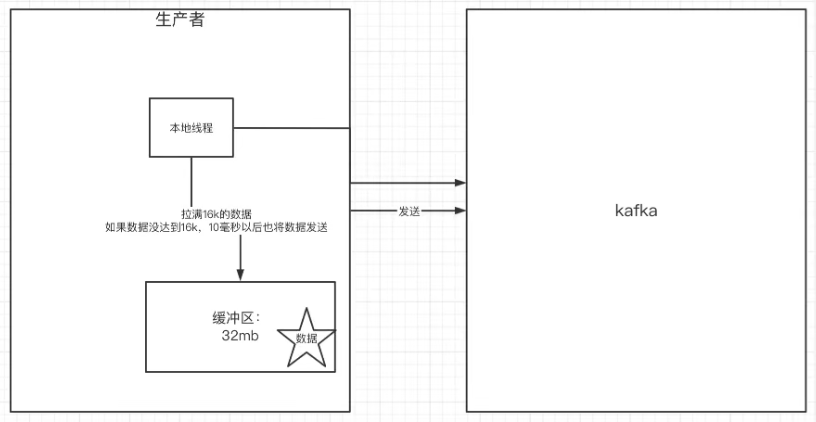 生产者
本地线程
拉满16k的数据
如果数据没达到16k，10毫秒以后也将数据发送
发送
kafka
缓冲区：
32mb
数据